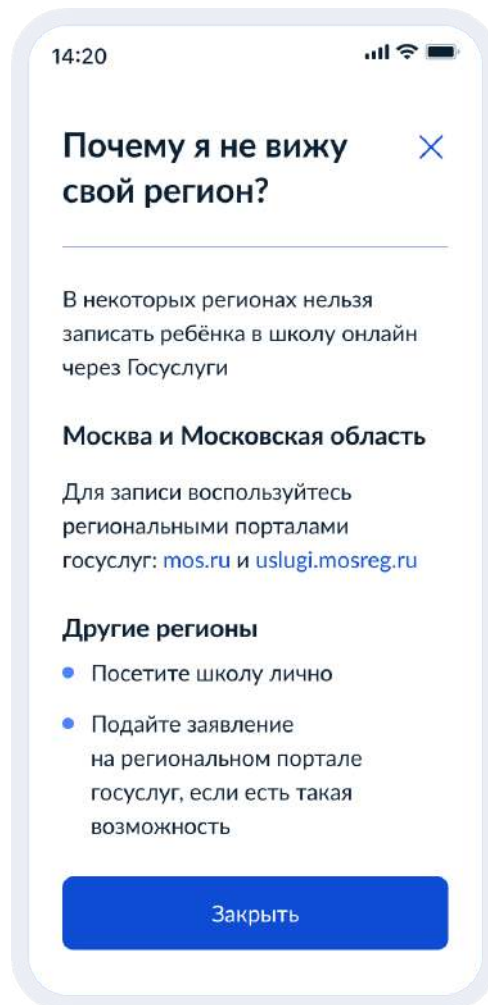 14:20
Почему я не вижу
свой регион?
В некоторых регионах нельзя
записать ребёнка в школу онлайн
через Госуслуги
Москва и Московская область
Для записи воспользуйтесь
региональными порталами
госуслуг: mos.ru и uslugi.mosreg.ru
Другие регионы
Посетите школу лично
Подайте заявление
на региональном портале
госуслуг, если есть такая
возможность
Закрыть